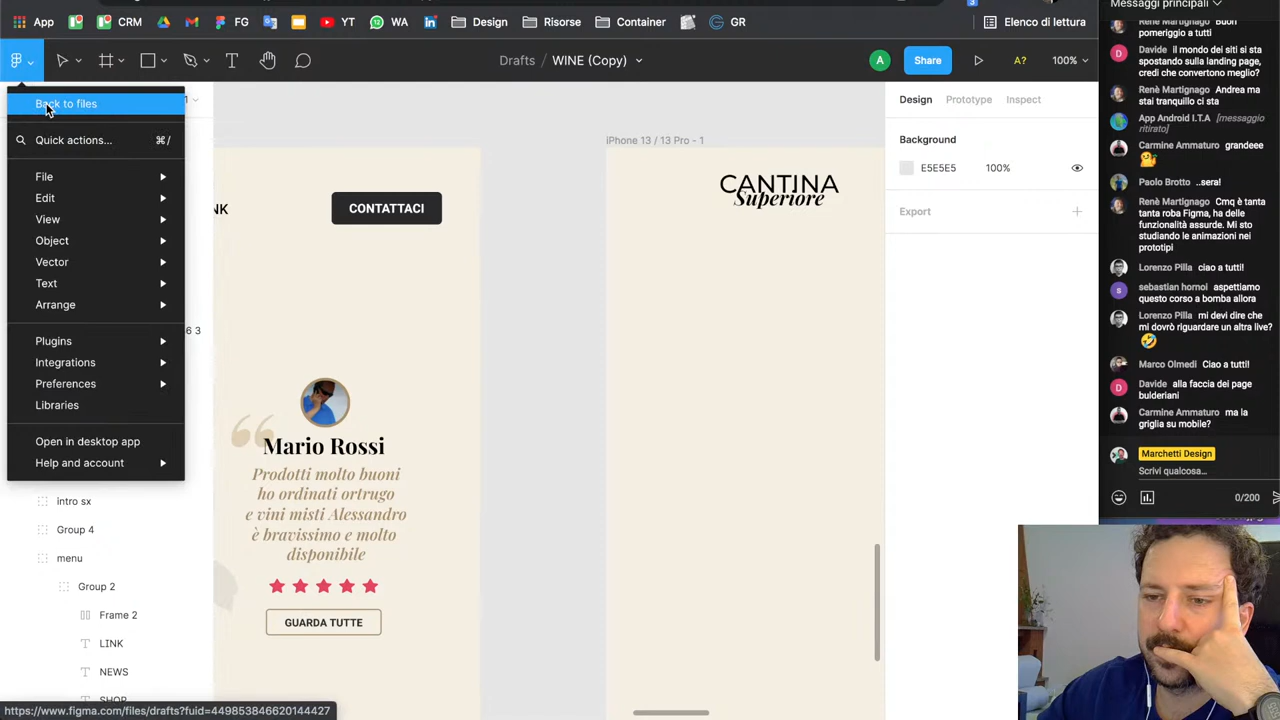 App
CRM
FG
YT
WA
Design
Risorse
Container
GR
Elenco di lettura
Drafts / WINE (Copy)
A
Share
A?
100%
Back to files
Quick actions... ⌘/
File
Edit
View
Object
Vector
Text
Arrange
Plugins
Integrations
Preferences
Libraries
Open in desktop app
Help and account
1
6 3
intro sx
Group 4
menu
Group 2
Frame 2
LINK
NEWS
SHOP
https://www.figma.com/files/drafts?fuid=449853846620144427
NK
CONTATTACI
Mario Rossi
Prodotti molto buoni
ho ordinati ortrugo
e vini misti Alessandro
è bravissimo e molto
disponibile
GUARDA TUTTE
iPhone 13 / 13 Pro - 1
CANTINA
Superiore
Design
Prototype
Inspect
Background
E5E5E5
100%
Export
3
Messaggi principali
Renè Martignago Buon
pomeriggio a tutti
D
Davide il mondo dei siti si sta
spostando sulla landing page,
credi che convertono meglio?
Renè Martignago Andrea ma
stai tranquillo ci sta
App Android I.T.A [messaggio
ritirato]
Carmine Ammaturo grandeee
Paolo Brotto ..sera!
Renè Martignago Cmq è tanta
tanta roba Figma, ha delle
funzionalità assurde. Mi sto
studiando le animazioni nei
prototipi
Lorenzo Pilla ciao a tutti!
s
sebastian hornoi aspettiamo
questo corso a bomba allora
Lorenzo Pilla mi devi dire che
mi dovrò riguardare un altra live?
Marco Olmedi Ciao a tutti!
D
Davide alla faccia dei page
bulderiani
Carmine Ammaturo ma la
griglia su mobile?
Marchetti Design
Scrivi qualcosa...
0/200